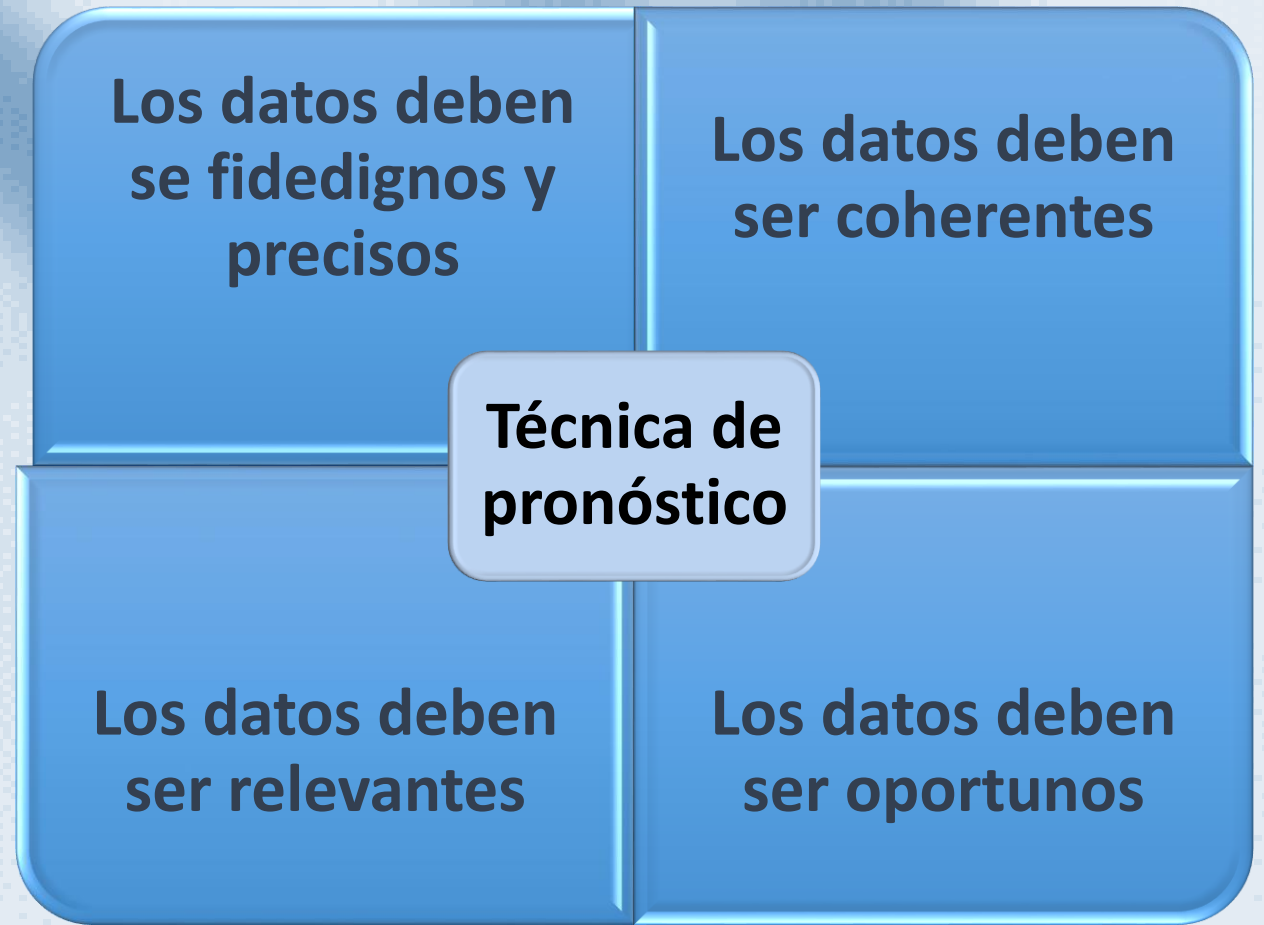 Los datos deben
se fidedignos y
precisos
Los datos deben
ser coherentes
Técnica de
pronóstico
Los datos deben
ser relevantes
Los datos deben
ser oportunos